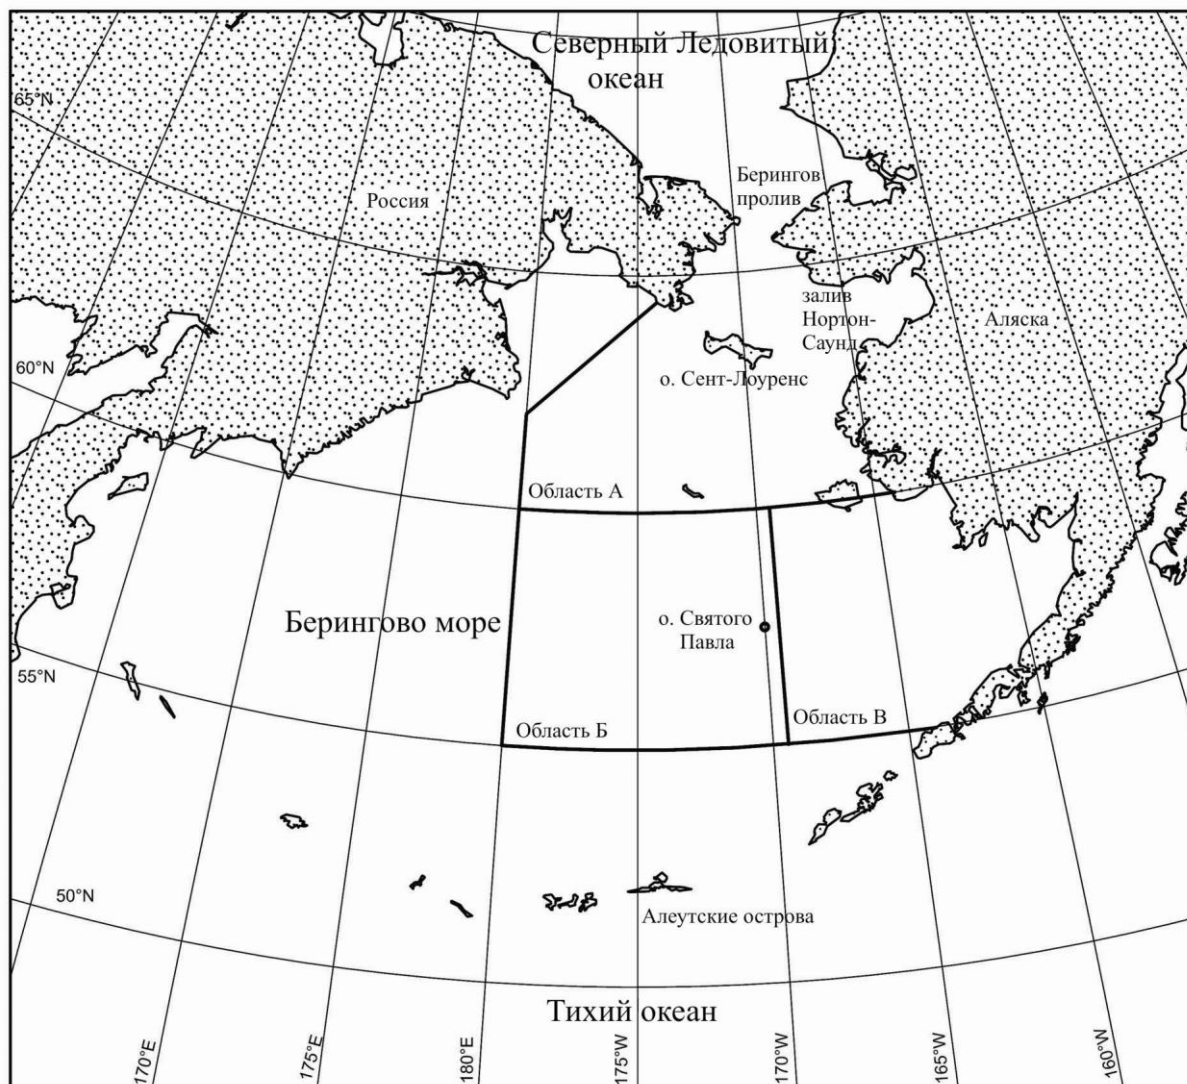 Северный Ледовитый
океан
65°N
Берингов
пролив
Россия
залив
Нортон-
Саунд
Аляска
60°N
о. Сент-Лоуренс
Область А
о. Святого
Павла
Берингово море
55°N
Область Б
Область В
50°N
Алеутские острова
Тихий океан
170°E
175°E
180°E
175°W
170°W
165°W
160°W